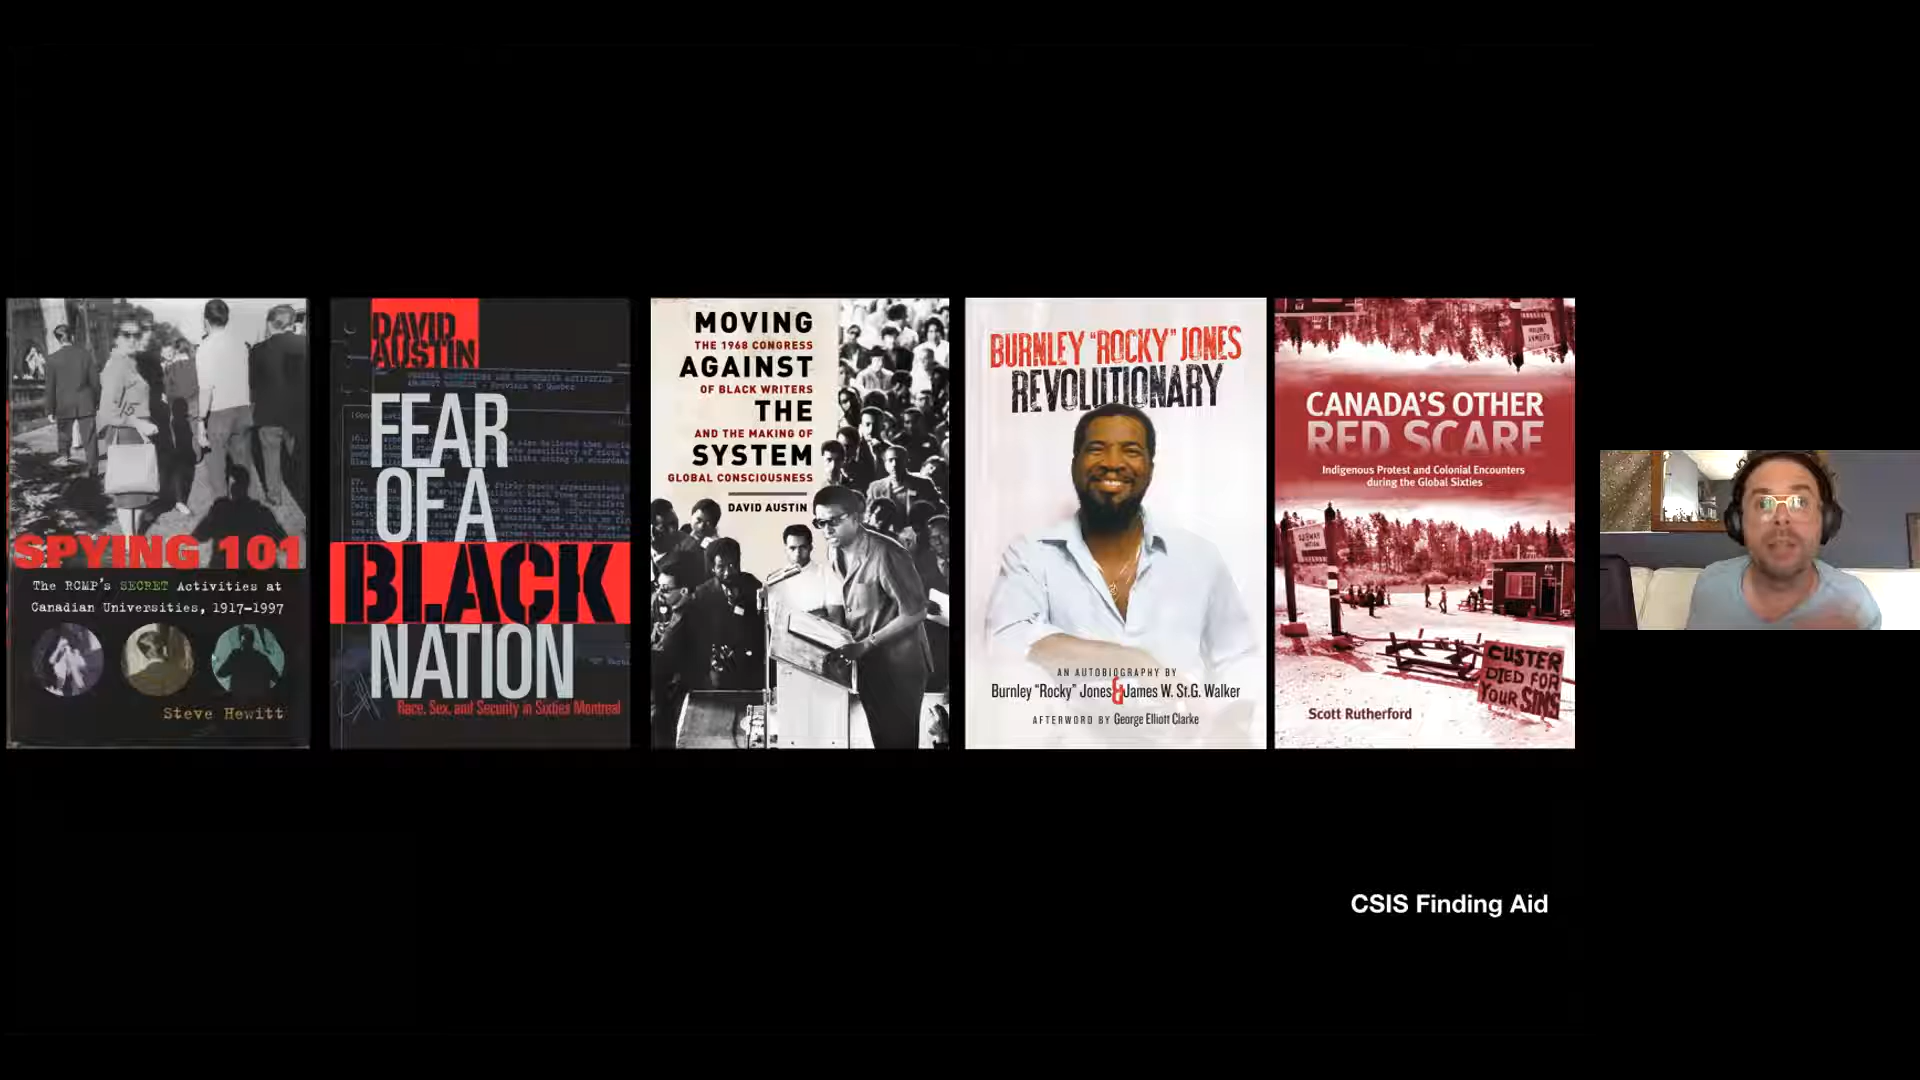 SPYING 101
The RCMP's SECRET Activities at
Canadian Universities, 1917-1997
Steve Hewitt
DAVID
AUSTIN
FEAR
OF A
BLACK
NATION
Race, Sex, and Security in Sixties Montreal
MOVING
THE 1968 CONGRESS
AGAINST
OF BLACK WRITERS
THE
AND THE MAKING OF
SYSTEM
GLOBAL CONSCIOUSNESS
DAVID AUSTIN
BURNLEY "ROCKY" JONES
REVOLUTIONARY
AN AUTOBIOGRAPHY BY
Burnley "Rocky" Jones & James W. St.G. Walker
AFTERWORD BY George Elliott Clarke
CANADA'S OTHER
RED SCARE
Indigenous Protest and Colonial Encounters
during the Global Sixties
CUSTER
DIED FOR
YOUR SINS
Scott Rutherford
CSIS Finding Aid